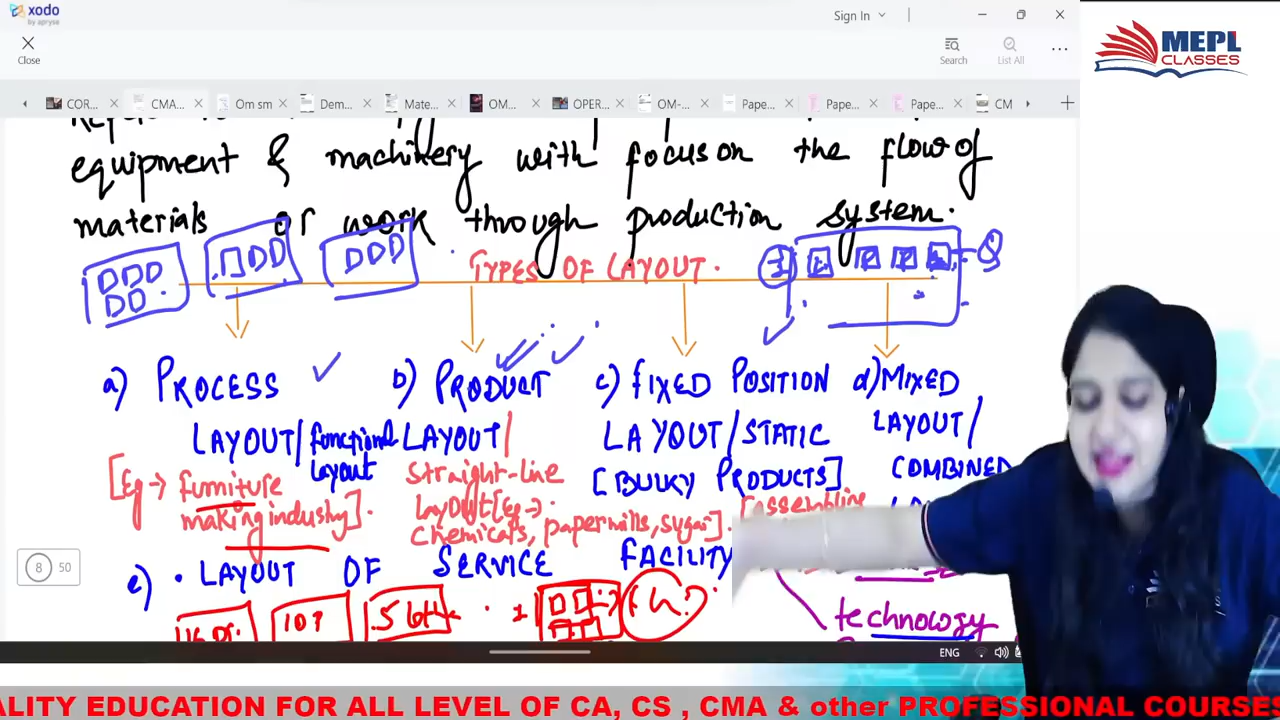 xodo
by apryse
Sign In
Close
Search
List All
COR...
CMA...
Om sm
Dem...
Mate...
OM...
OPER...
OM-...
Pape...
Pape...
Pape...
CM
MEPL
CLASSES
equipment & machinery with focus on the flow of
materials or work through production system.
TYPES OF LAYOUT.
a) PROCESS
LAYOUT/functional
layout
[Eg→ furniture
making industry].
b) PRODUCT
LAYOUT/
straight-line
layout[Eg→
chemicals, paper mills, sugar].
c) FIXED POSITION
LAYOUT/STATIC
[BULKY PRODUCTS]
[assembling
d) MIXED
LAYOUT/
COMBINED
e) • LAYOUT OF SERVICE FACILITY
technology
8 50
ENG
ALITY EDUCATION FOR ALL LEVEL OF CA, CS , CMA & other PROFESSIONAL COURSES